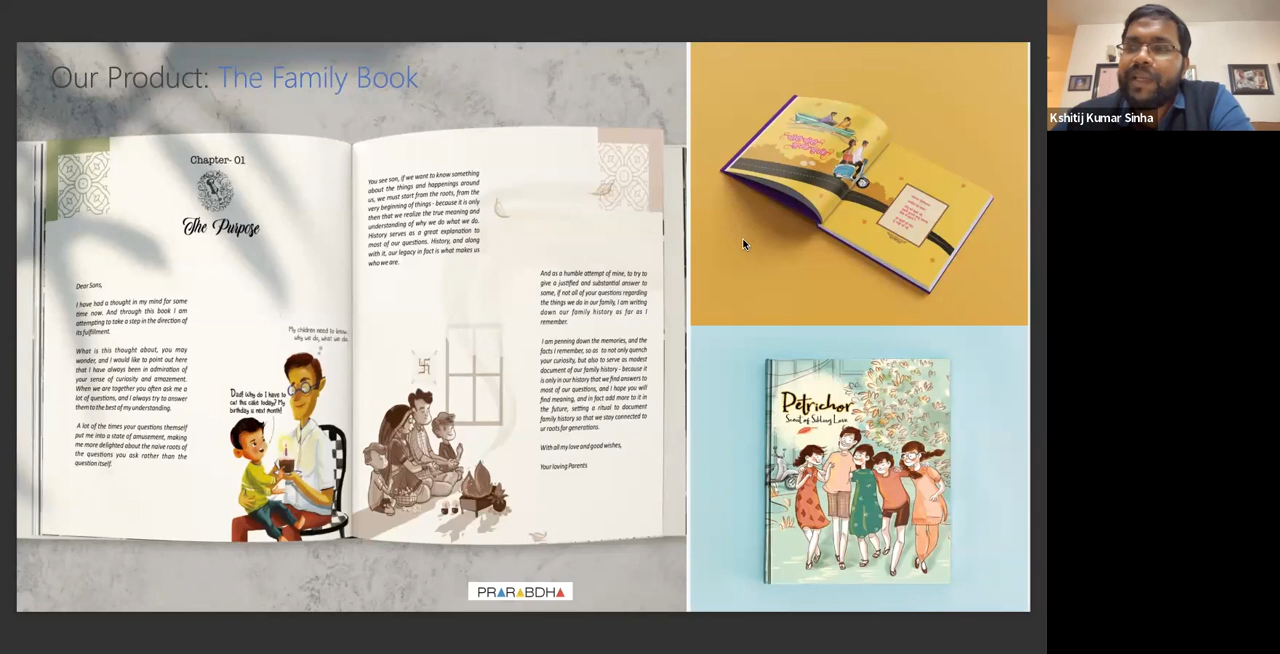 Our Product: The Family Book
Chapter- 01
The Purpose
Dear Sons,
I have had a thought in my mind for some
time now. And through this book I am
attempting to take a step in the direction of
its fulfillment.
What is this thought about, you may
wonder, and I would like to point out here
that I have always been in admiration of
your sense of curiosity and amazement.
When we are together you often ask me a
lot of questions, and I always try to answer
them to the best of my understanding.
A lot of the times your questions themself
put me into a state of amusement, making
me more delighted about the naive roots of
the questions you ask rather than the
question itself.
My children need to know
why we do, what we do.
Dad! Why do I have to
cut this cake today? My
birthday is next month!
You see son, if we want to know something
about the things and happenings around
us, we must start from the roots, from the
very beginning of things - because it is only
then that we realize the true meaning and
understanding of why we do what we do.
History serves as a great explanation to
most of our questions. History, and along
with it, our legacy in fact is what makes us
who we are.
And as a humble attempt of mine, to try to
give a justified and substantial answer to
some, if not all of your questions regarding
the things we do in our family, I am writing
down our family history as far as I
remember.
I am penning down the memories, and the
facts I remember, so as to not only quench
your curiosity, but also to serve as modest
document of our family history - because it
is only in our history that we find answers to
most of our questions, and I hope you will
find meaning, and in fact add more to it in
the future, setting a ritual to document
family history so that we stay connected to
ur roots for generations.
With all my love and good wishes,
Your loving Parents
PRARABDHA
Petrichor
Scent of Sibling Love
Kshitij Kumar Sinha